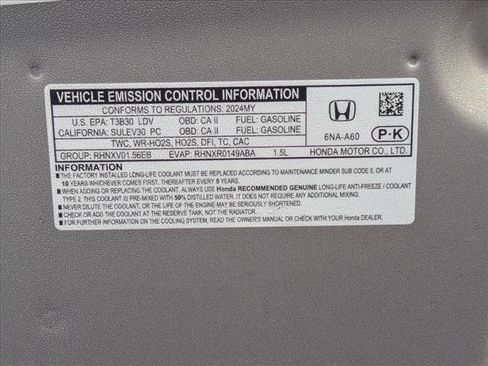 VEHICLE EMISSION CONTROL INFORMATION
CONFORMS TO REGULATIONS: 2024MY
U.S. EPA: T3B30 LDV OBD: CA II FUEL: GASOLINE
CALIFORNIA: SULEV30 PC OBD: CA II FUEL: GASOLINE
TWC, WR-HO2S, HO2S, DFI, TC, CAC
GROUP: RHNXV01.56EB EVAP: RHNXR0149ABA 1.5L
6NA-A60
P-K
HONDA MOTOR CO., LTD.
INFORMATION
■ THE FACTORY INSTALLED LONG-LIFE COOLANT MUST BE REPLACED ACCORDING TO MAINTENANCE MINDER SUB CODE 5, OR AT
10 YEARS WHICHEVER COMES FIRST. THEREAFTER EVERY 5 YEARS.
■ WHEN ADDING OR REPLACING THE COOLANT, ALWAYS USE Honda RECOMMENDED GENUINE LONG-LIFE ANTI-FREEZE / COOLANT
TYPE 2. THIS COOLANT IS PRE-MIXED WITH 50% DISTILLED WATER. IT DOES NOT REQUIRE ANY ADDITIONAL MIXING.
■ NEVER DILUTE THE COOLANT, OR THE LIFE OF THE ENGINE MAY BE SERIOUSLY SHORTENED.
■ CHECK OR ADD COOLANT AT THE RESERVE TANK, NOT THE RADIATOR.
■ FOR FURTHER INFORMATION ON THE COOLING SYSTEM, READ THE OWNER'S MANUAL OR CHECK WITH YOUR Honda DEALER.